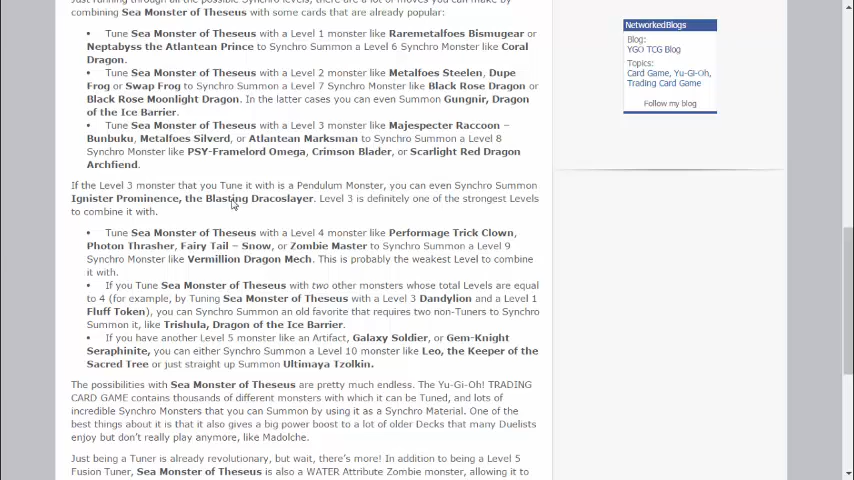 Just running through all the possible Synchro levels, there are a lot of moves you can make by
combining Sea Monster of Theseus with some cards that are already popular:
• Tune Sea Monster of Theseus with a Level 1 monster like Raremetalfoes Bismugear or
Neptabyss the Atlantean Prince to Synchro Summon a Level 6 Synchro Monster like Coral
Dragon.
• Tune Sea Monster of Theseus with a Level 2 monster like Metalfoes Steelen, Dupe
Frog or Swap Frog to Synchro Summon a Level 7 Synchro Monster like Black Rose Dragon or
Black Rose Moonlight Dragon. In the latter cases you can even Summon Gungnir, Dragon
of the Ice Barrier.
• Tune Sea Monster of Theseus with a Level 3 monster like Majespecter Raccoon –
Bunbuku, Metalfoes Silverd, or Atlantean Marksman to Synchro Summon a Level 8
Synchro Monster like PSY-Framelord Omega, Crimson Blader, or Scarlight Red Dragon
Archfiend.
If the Level 3 monster that you Tune it with is a Pendulum Monster, you can even Synchro Summon
Ignister Prominence, the Blasting Dracoslayer. Level 3 is definitely one of the strongest Levels
to combine it with.
• Tune Sea Monster of Theseus with a Level 4 monster like Performage Trick Clown,
Photon Thrasher, Fairy Tail – Snow, or Zombie Master to Synchro Summon a Level 9
Synchro Monster like Vermillion Dragon Mech. This is probably the weakest Level to combine
it with.
• If you Tune Sea Monster of Theseus with two other monsters whose total Levels are equal
to 4 (for example, by Tuning Sea Monster of Theseus with a Level 3 Dandylion and a Level 1
Fluff Token), you can Synchro Summon an old favorite that requires two non-Tuners to Synchro
Summon it, like Trishula, Dragon of the Ice Barrier.
• If you have another Level 5 monster like an Artifact, Galaxy Soldier, or Gem-Knight
Seraphinite, you can either Synchro Summon a Level 10 monster like Leo, the Keeper of the
Sacred Tree or just straight up Summon Ultimaya Tzolkin.
The possibilities with Sea Monster of Theseus are pretty much endless. The Yu-Gi-Oh! TRADING
CARD GAME contains thousands of different monsters with which it can be Tuned, and lots of
incredible Synchro Monsters that you can Summon by using it as a Synchro Material. One of the
best things about it is that it also gives a big power boost to a lot of older Decks that many Duelists
enjoy but don't really play anymore, like Madolche.
Just being a Tuner is already revolutionary, but wait, there's more! In addition to being a Level 5
Fusion Tuner, Sea Monster of Theseus is also a WATER Attribute Zombie monster, allowing it to
NetworkedBlogs
Blog:
YGO TCG Blog
Topics:
Card Game, Yu-Gi-Oh,
Trading Card Game
Follow my blog